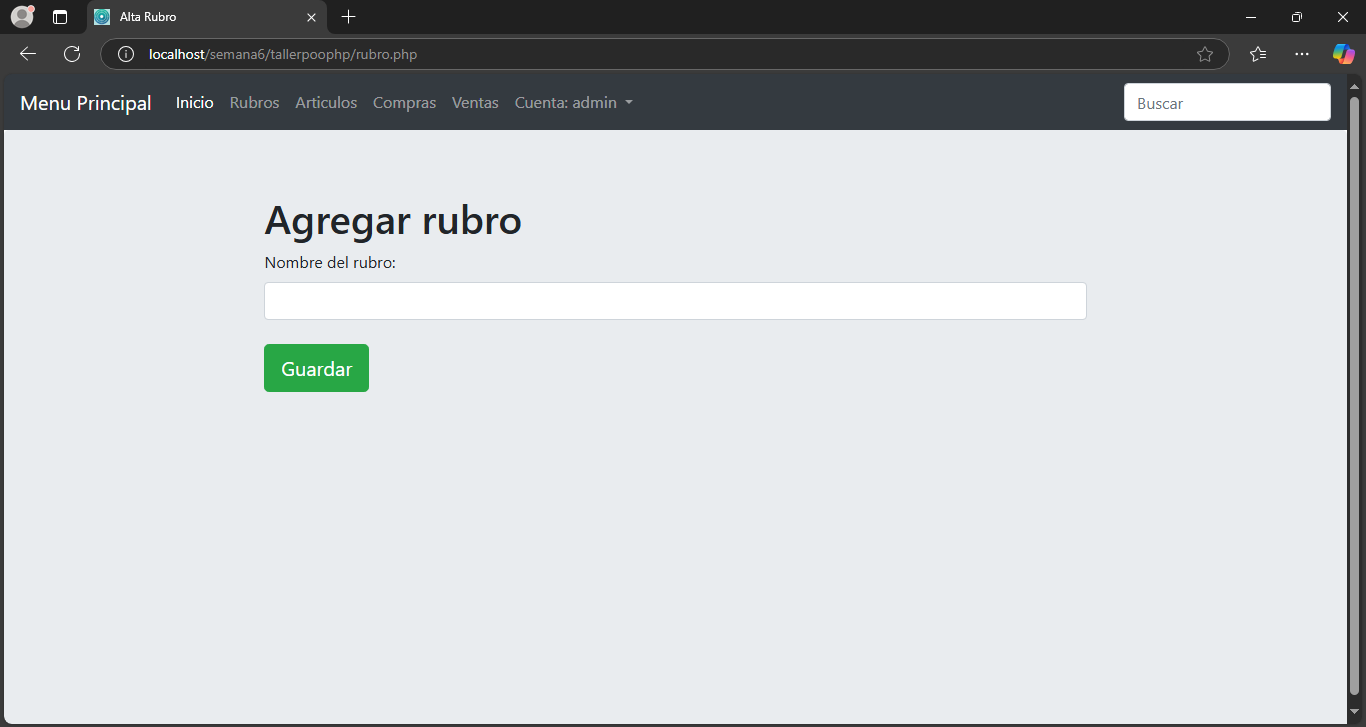 Alta Rubro
localhost/semana6/tallerpoophp/rubro.php
Menu Principal Inicio Rubros Articulos Compras Ventas Cuenta: admin Buscar
Agregar rubro
Nombre del rubro:
Guardar